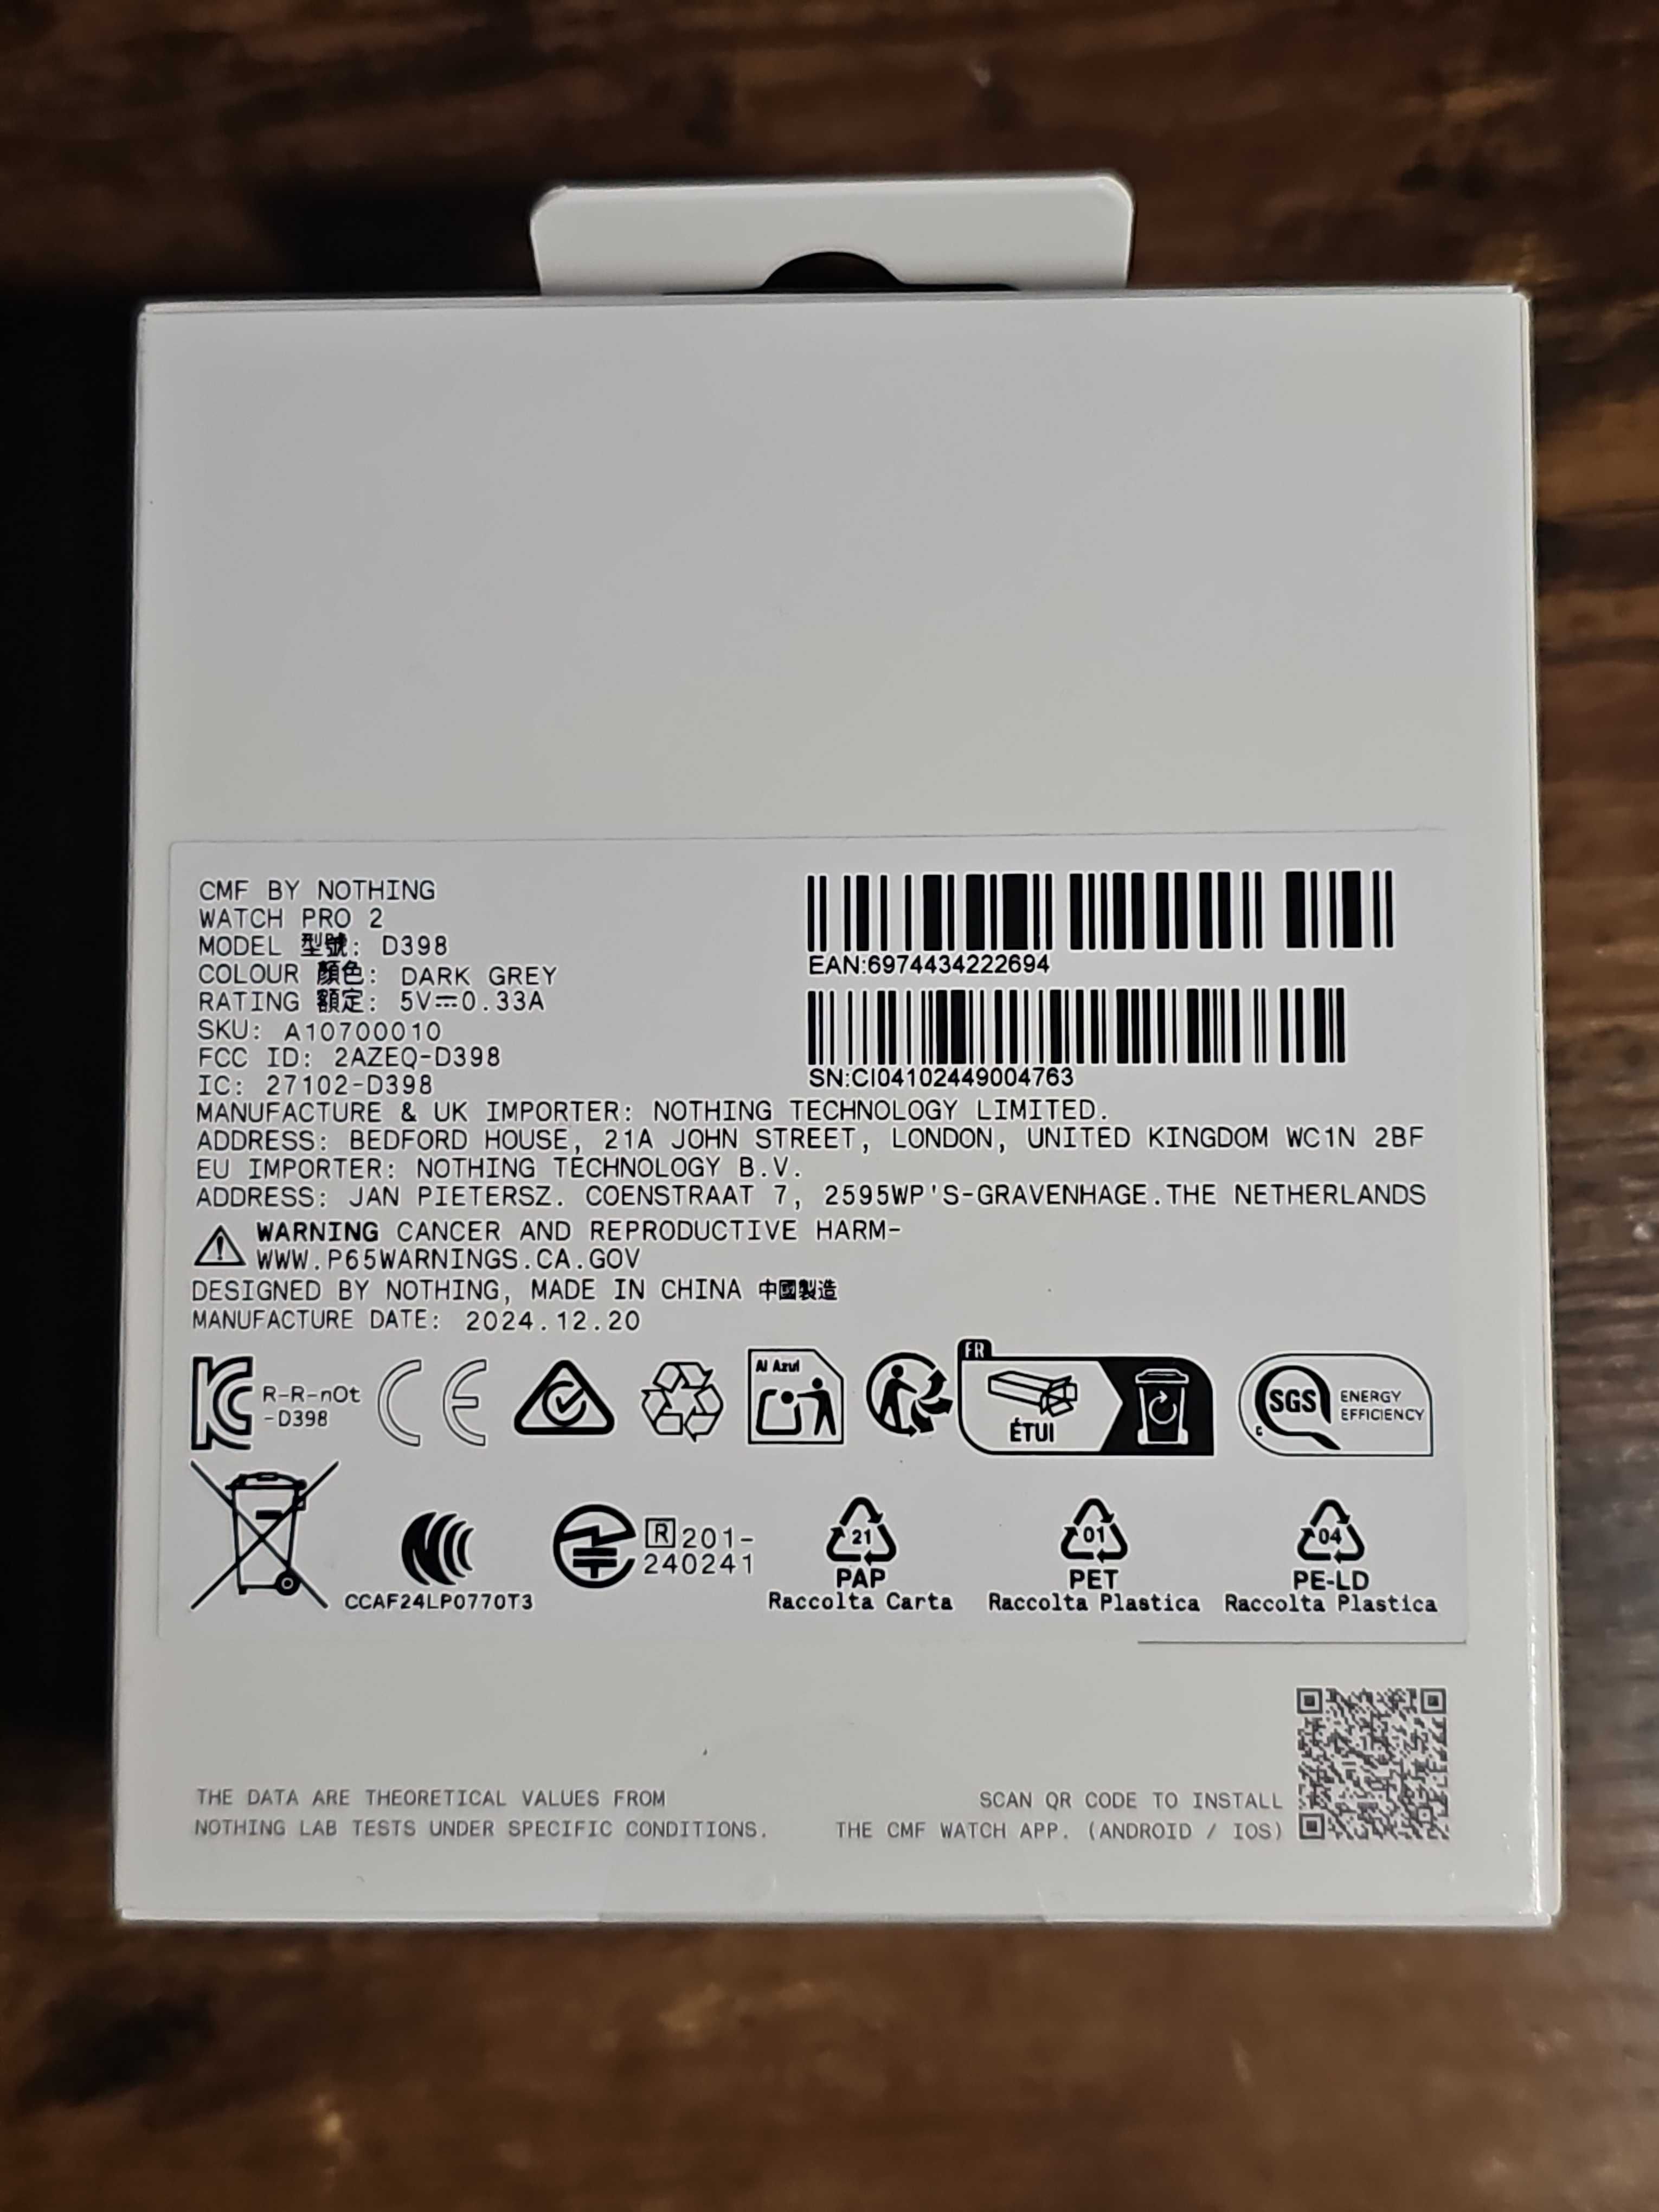 CMF BY NOTHING
WATCH PRO 2
MODEL 型號: D398
COLOUR 顏色: DARK GREY
RATING 額定: 5V⎓0.33A
SKU: A10700010
FCC ID: 2AZEQ-D398
IC: 27102-D398
EAN:6974434222694
SN:CI04102449004763
MANUFACTURE & UK IMPORTER: NOTHING TECHNOLOGY LIMITED.
ADDRESS: BEDFORD HOUSE, 21A JOHN STREET, LONDON, UNITED KINGDOM WC1N 2BF
EU IMPORTER: NOTHING TECHNOLOGY B.V.
ADDRESS: JAN PIETERSZ. COENSTRAAT 7, 2595WP'S-GRAVENHAGE.THE NETHERLANDS
WARNING CANCER AND REPRODUCTIVE HARM-
WWW.P65WARNINGS.CA.GOV
DESIGNED BY NOTHING, MADE IN CHINA 中國製造
MANUFACTURE DATE: 2024.12.20
R-R-nOt
-D398
CE
Al Azul
FR
ÉTUI
SGS
ENERGY
EFFICIENCY
c
CCAF24LP0770T3
R 201-
240241
21
PAP
Raccolta Carta
01
PET
Raccolta Plastica
04
PE-LD
Raccolta Plastica
THE DATA ARE THEORETICAL VALUES FROM
NOTHING LAB TESTS UNDER SPECIFIC CONDITIONS.
SCAN QR CODE TO INSTALL
THE CMF WATCH APP. (ANDROID / IOS)